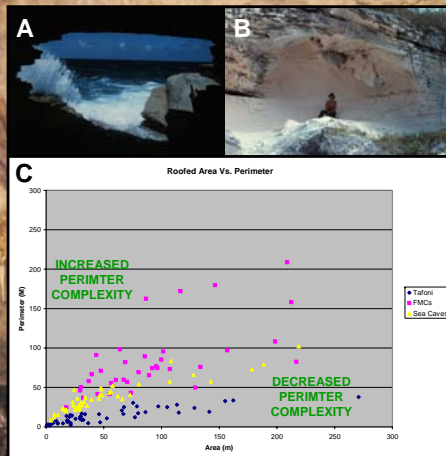 A
B
C
Roofed Area Vs. Perimeter
300
250
200
150
100
50
0
Perimeter (M)
INCREASED
PERIMTER
COMPLEXITY
DECREASED
PERIMETER
COMPLEXITY
Tafoni
FMCs
Sea Caves
0
50
100
150
200
250
300
Area (m)